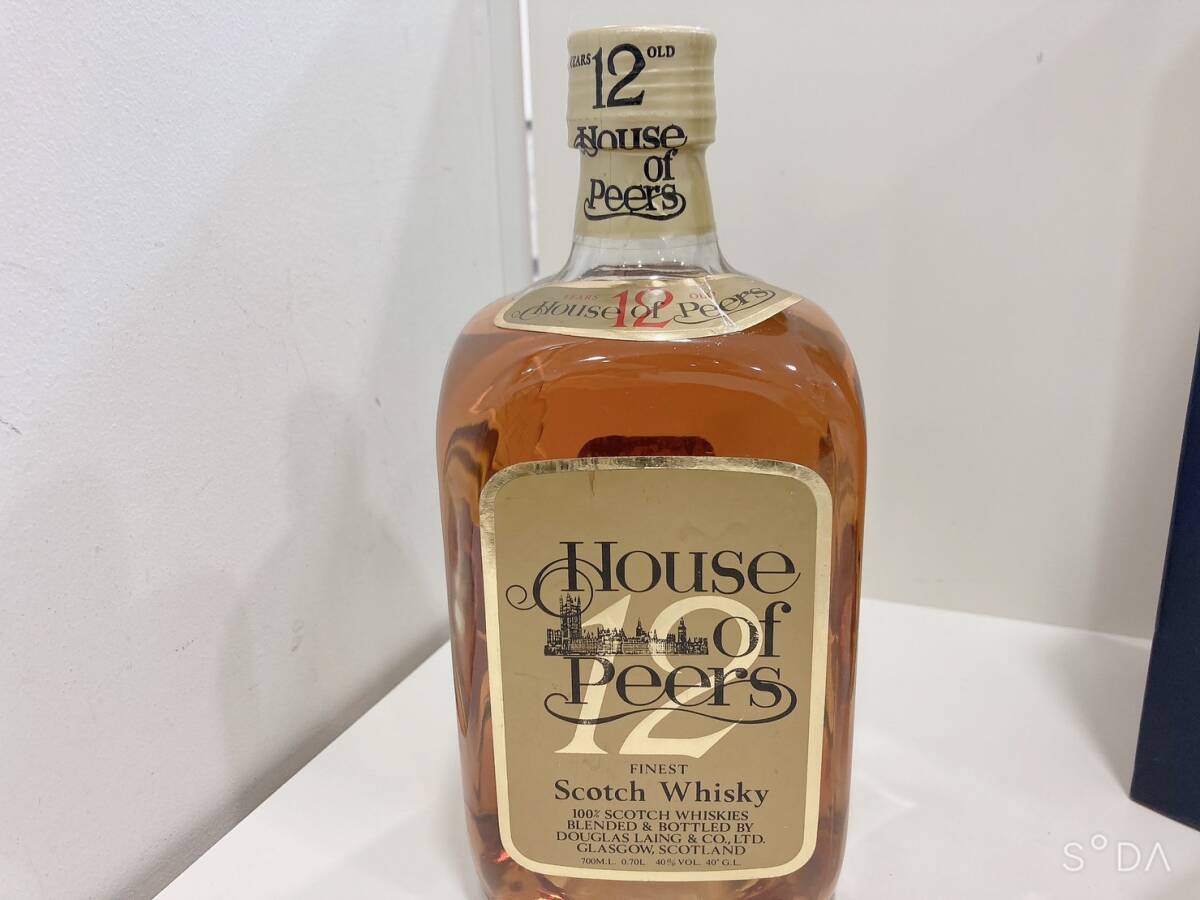 YEARS 12 OLD
House
of
Peers
YEARS 12 OLD
House of Peers
House
of
Peers
12
FINEST
Scotch Whisky
100% SCOTCH WHISKIES
BLENDED & BOTTLED BY
DOUGLAS LAING & CO., LTD.
GLASGOW, SCOTLAND
700M.L. 0.70L 40% VOL. 40° G.L.
SODA